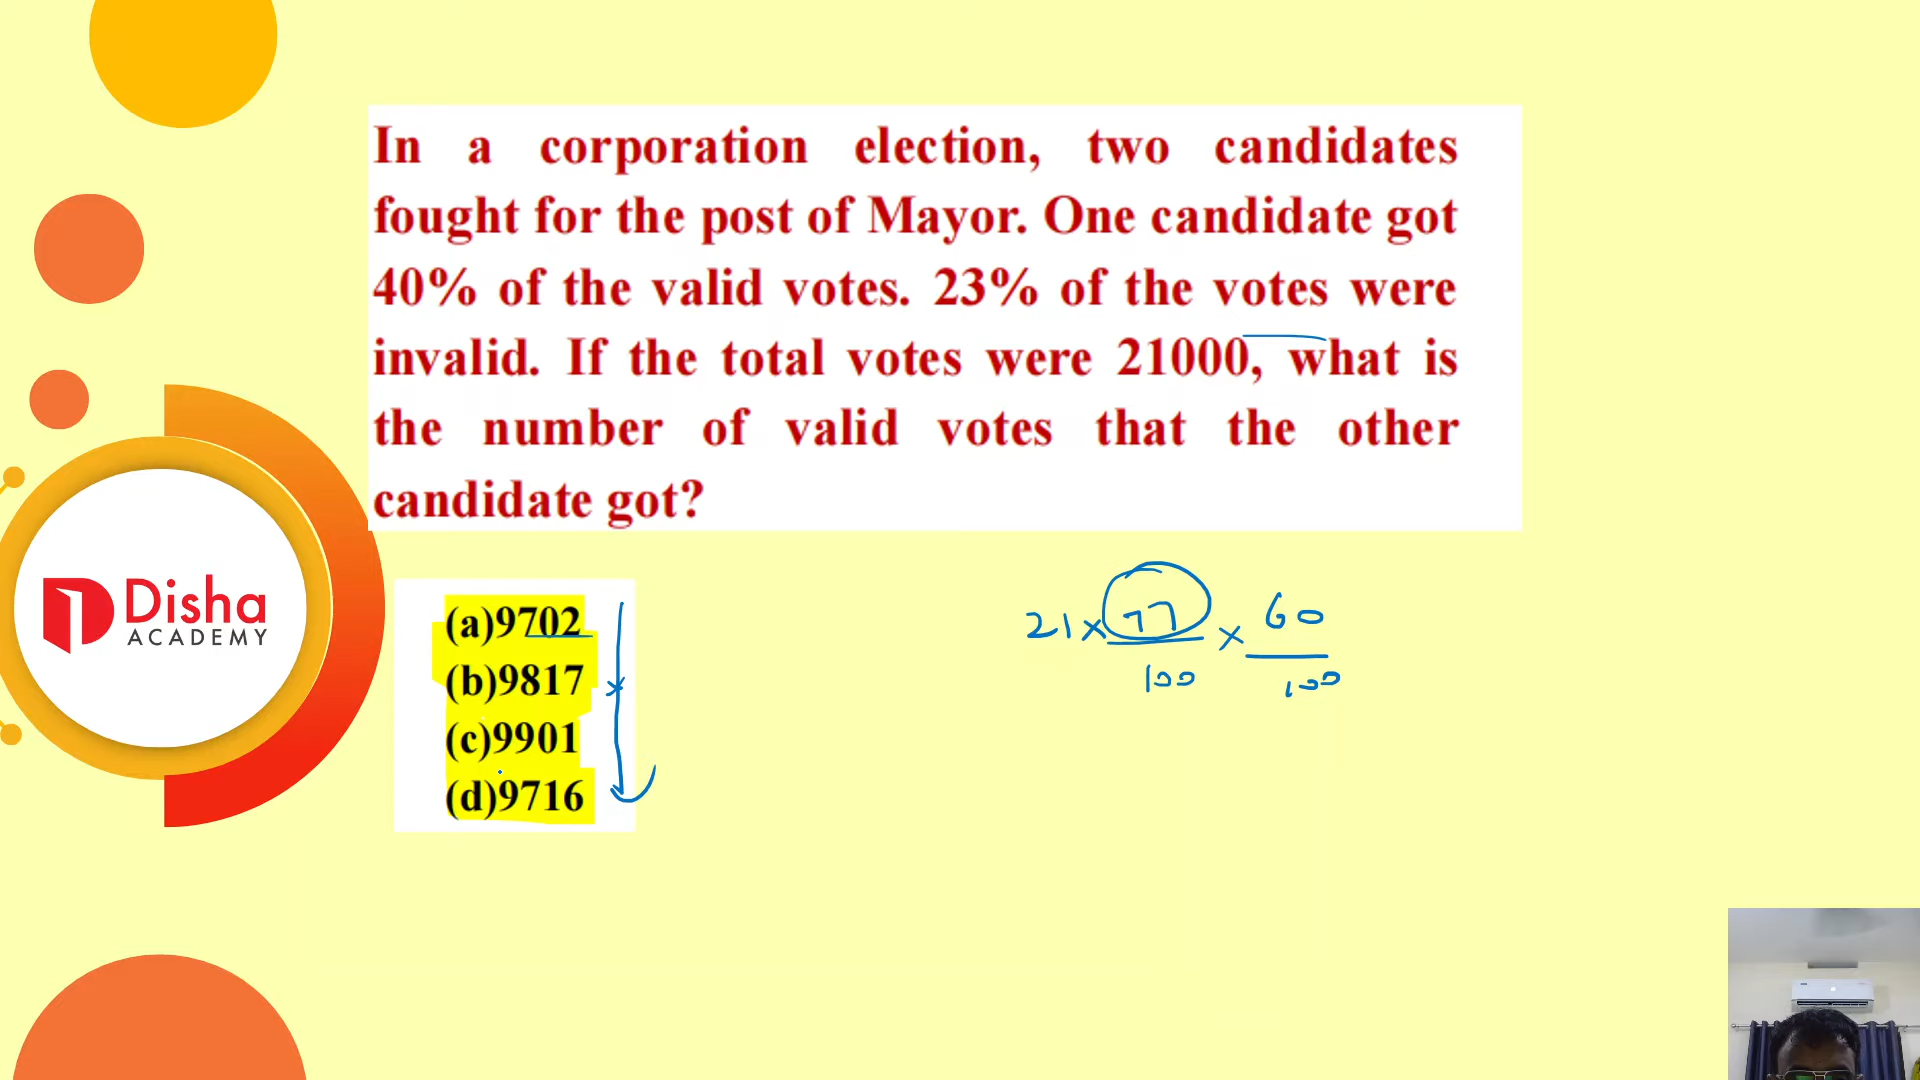 In a corporation election, two candidates
fought for the post of Mayor. One candidate got
40% of the valid votes. 23% of the votes were
invalid. If the total votes were 21000, what is
the number of valid votes that the other
candidate got?
(a)9702
(b)9817
(c)9901
(d)9716
21 × 77/100 × 60/100
Disha
ACADEMY